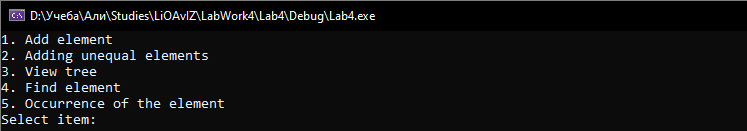 D:\Учеба\Али\Studies\LiOAvIZ\LabWork4\Lab4\Debug\Lab4.exe
1. Add element
2. Adding unequal elements
3. View tree
4. Find element
5. Occurrence of the element
Select item: